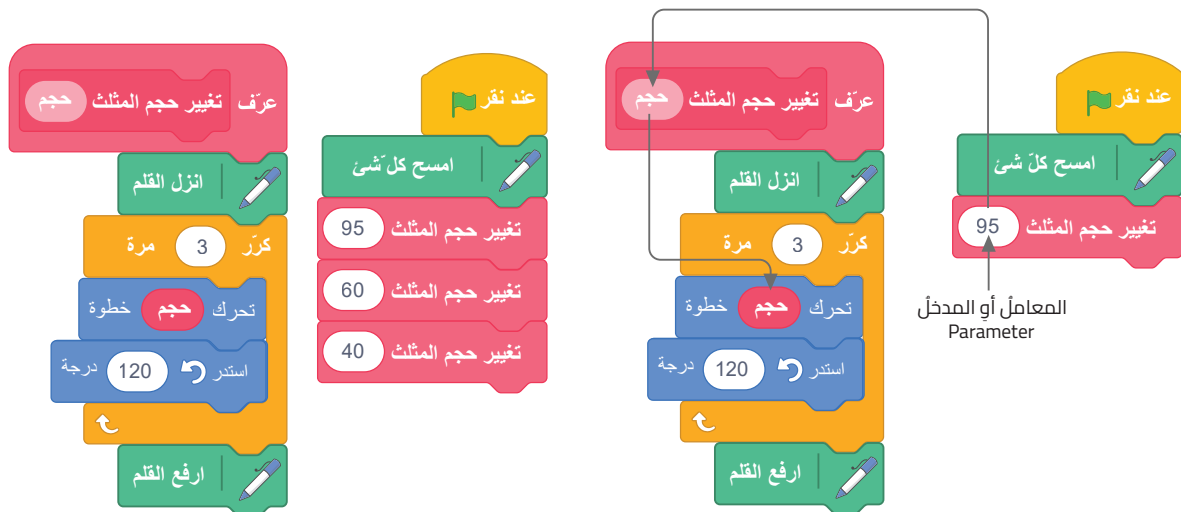 عند نقر
امسح كلّ شئ
تغيير حجم المثلث 95
المعاملُ أوِ المدخلُ
Parameter
عرّف تغيير حجم المثلث حجم
انزل القلم
كرّر 3 مرة
تحرك حجم خطوة
استدر 120 درجة
ارفع القلم
عند نقر
امسح كلّ شئ
تغيير حجم المثلث 95
تغيير حجم المثلث 60
تغيير حجم المثلث 40
عرّف تغيير حجم المثلث حجم
انزل القلم
كرّر 3 مرة
تحرك حجم خطوة
استدر 120 درجة
ارفع القلم